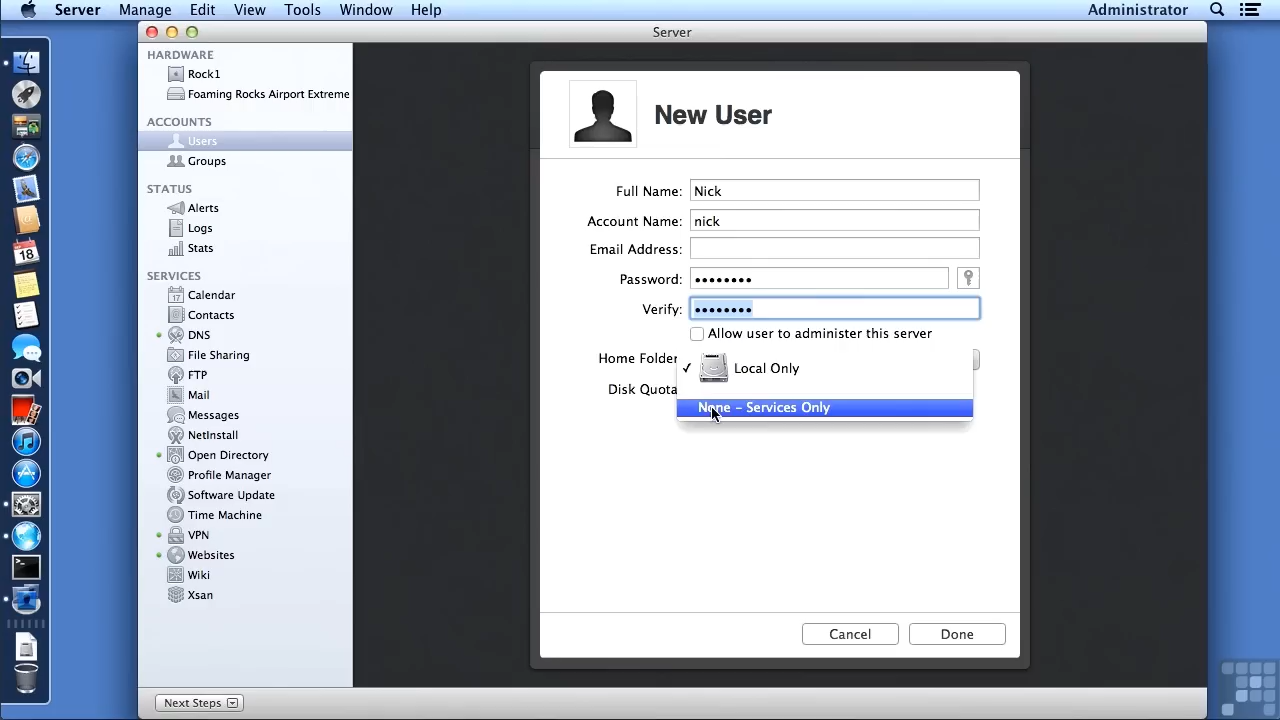 Server Manage Edit View Tools Window Help Administrator
Server
HARDWARE
Rock1
Foaming Rocks Airport Extreme
ACCOUNTS
Users
Groups
STATUS
Alerts
Logs
Stats
SERVICES
17 Calendar
Contacts
DNS
File Sharing
FTP
Mail
Messages
NetInstall
Open Directory
Profile Manager
Software Update
Time Machine
VPN
Websites
Wiki
Xsan
Next Steps
18
New User
Full Name: Nick
Account Name: nick
Email Address:
Password: ••••••••
Verify: ••••••••
Allow user to administer this server
Home Folder
✓ Local Only
Disk Quota
None – Services Only
Cancel Done